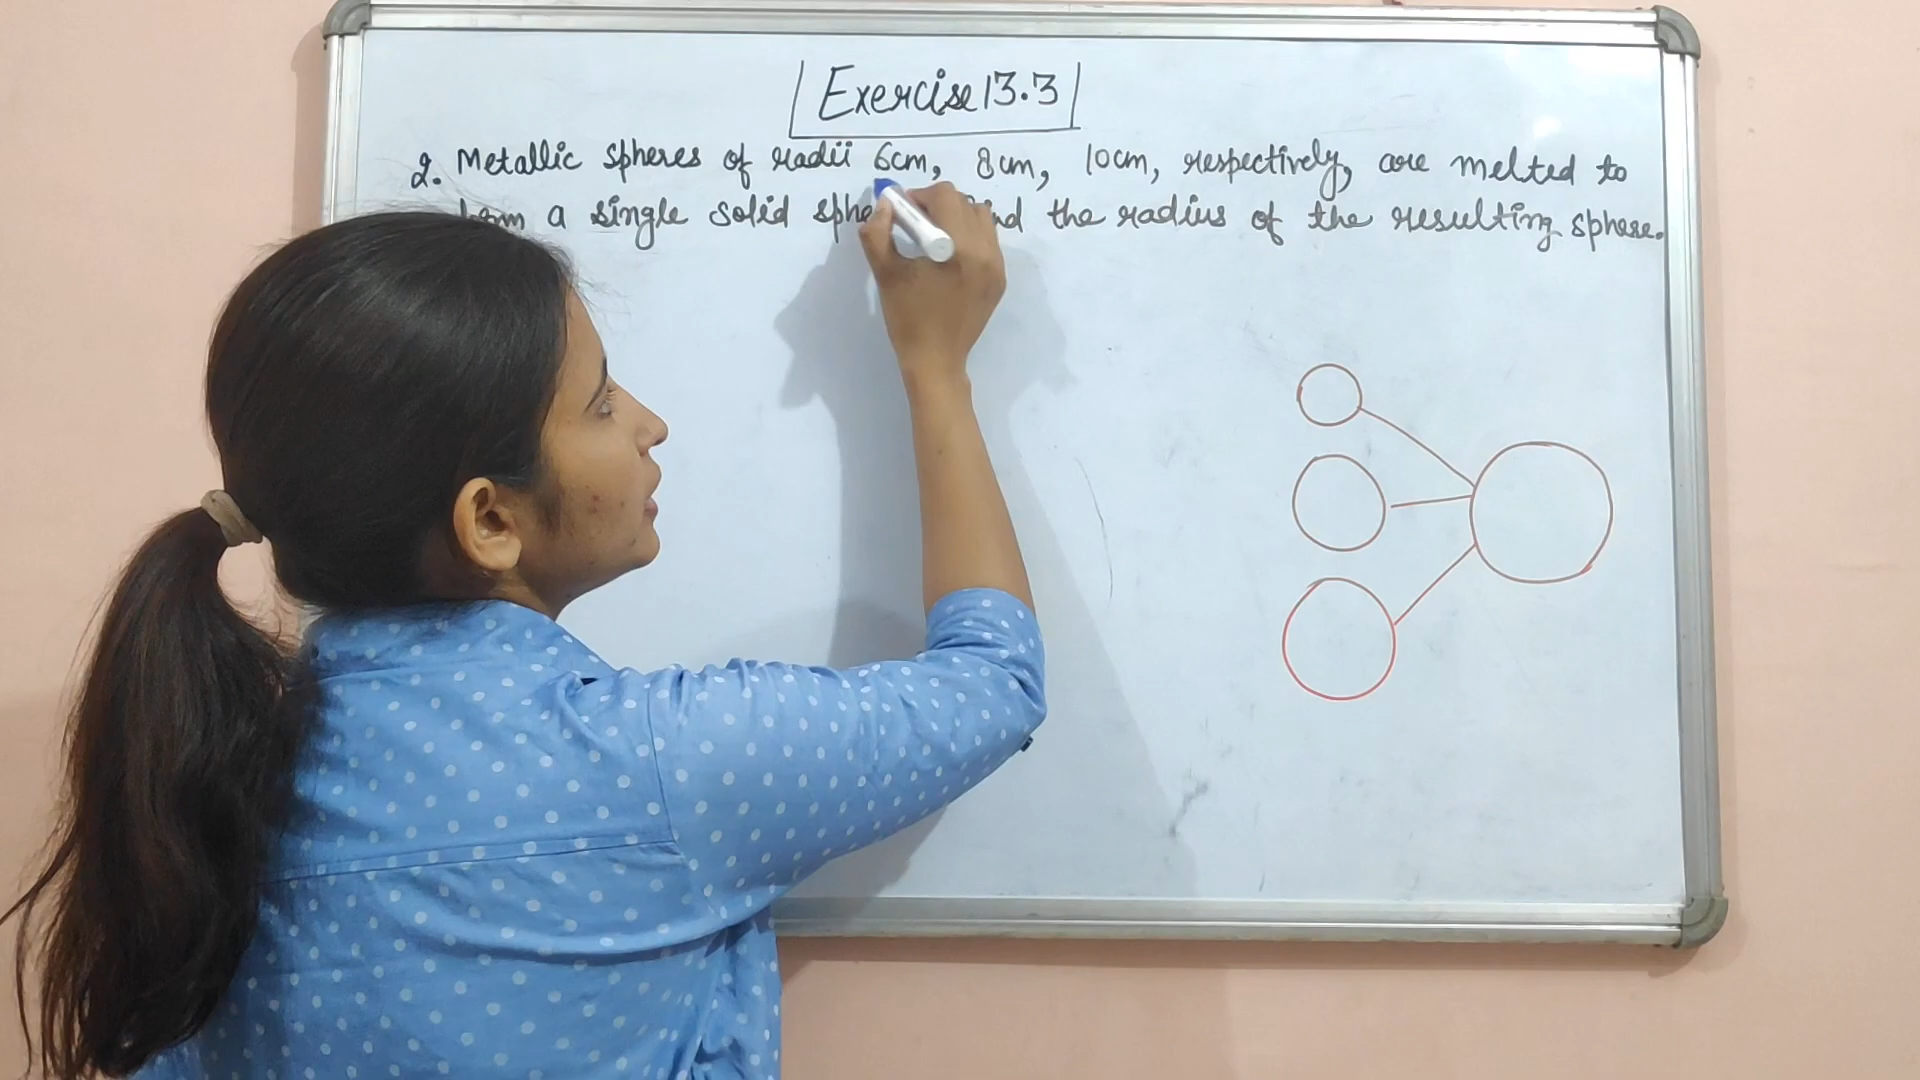 Exercise 13.3
2. Metallic spheres of radii 6cm, 8cm, 10cm, respectively, are melted to
a single solid the radius of the resulting sphere.